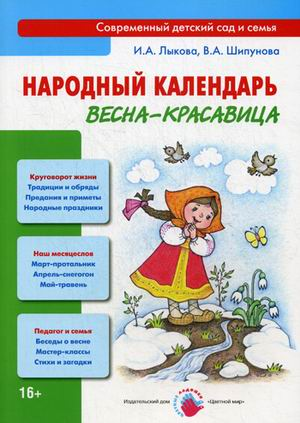 Современный детский сад и семья
И.А. Лыкова, В.А. Шипунова
НАРОДНЫЙ КАЛЕНДАРЬ
ВЕСНА-КРАСАВИЦА
Круговорот жизни
Традиции и обряды
Предания и приметы
Народные праздники
Наш месяцеслов
Март-протальник
Апрель-снегогон
Май-травень
Педагог и семья
Беседы о весне
Мастер-классы
Стихи и загадки
16+
Издательский дом
«Цветной мир»